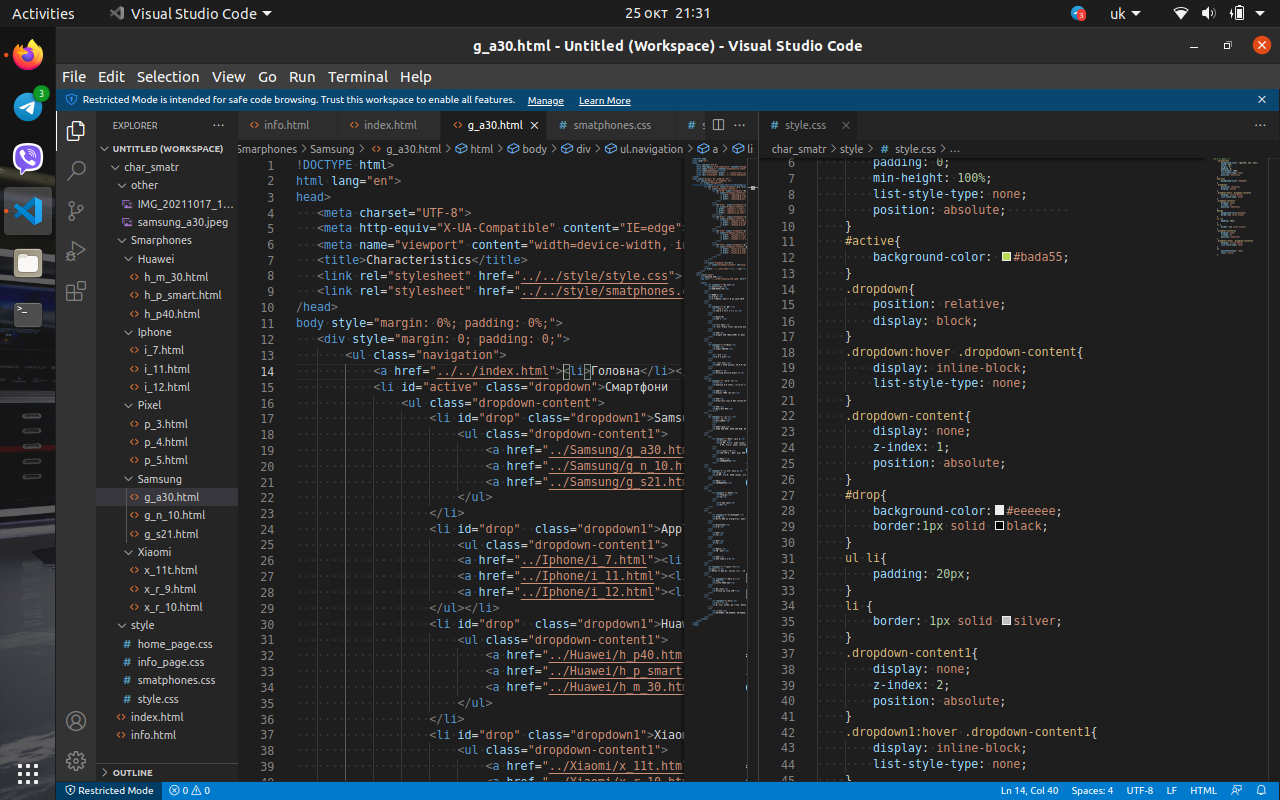 Activities
Visual Studio Code
25 окт 21:31
3
uk
g_a30.html - Untitled (Workspace) - Visual Studio Code
File Edit Selection View Go Run Terminal Help
Restricted Mode is intended for safe code browsing. Trust this workspace to enable all features. Manage Learn More
3
EXPLORER
UNTITLED (WORKSPACE)
char_smatr
other
IMG_20211017_1...
samsung_a30.jpeg
Smarphones
Huawei
h_m_30.html
h_p_smart.html
h_p40.html
Iphone
i_7.html
i_11.html
i_12.html
Pixel
p_3.html
p_4.html
p_5.html
Samsung
g_a30.html
g_n_10.html
g_s21.html
Xiaomi
x_11t.html
x_r_9.html
x_r_10.html
style
home_page.css
info_page.css
smatphones.css
style.css
index.html
info.html
OUTLINE
info.html index.html g_a30.html smatphones.css
Smarphones > Samsung > g_a30.html > html > body > div > ul.navigation > a > li
1 !DOCTYPE html>
2 html lang="en">
3 head>
4 <meta charset="UTF-8">
5 <meta http-equiv="X-UA-Compatible" content="IE=edge"
6 <meta name="viewport" content="width=device-width, in
7 <title>Characteristics</title>
8 <link rel="stylesheet" href="../../style/style.css">
9 <link rel="stylesheet" href="../../style/smatphones.
10 /head>
11 body style="margin: 0%; padding: 0%;">
12 <div style="margin: 0; padding: 0;">
13 <ul class="navigation">
14 <a href="../../index.html"><li>Головна</li><
15 <li id="active" class="dropdown">Смартфони
16 <ul class="dropdown-content">
17 <li id="drop" class="dropdown1">Sams
18 <ul class="dropdown-content1">
19 <a href="../Samsung/g_a30.ht
20 <a href="../Samsung/g_n_10.h
21 <a href="../Samsung/g_s21.ht
22 </ul>
23 </li>
24 <li id="drop"  class="dropdown1">Appl
25 <ul class="dropdown-content1">
26 <a href="../Iphone/i_7.html"><li
27 <a href="../Iphone/i_11.html"><l
28 <a href="../Iphone/i_12.html"><l
29 </ul></li>
30 <li id="drop" class="dropdown1">Huaw
31 <ul class="dropdown-content1">
32 <a href="../Huawei/h_p40.html
33 <a href="../Huawei/h_p_smart
34 <a href="../Huawei/h_m_30.htm
35 </ul>
36 </li>
37 <li id="drop" class="dropdown1">Xiaom
38 <ul class="dropdown-content1">
39 <a href="../Xiaomi/x_11t.html
40 <a href="../Xiaomi/x_r_10.html
style.css
char_smatr > style > style.css > ...
6 padding: 0;
7 min-height: 100%;
8 list-style-type: none;
9 position: absolute;
10 }
11 #active{
12 background-color: #bada55;
13 }
14 .dropdown{
15 position: relative;
16 display: block;
17 }
18 .dropdown:hover .dropdown-content{
19 display: inline-block;
20 list-style-type: none;
21 }
22 .dropdown-content{
23 display: none;
24 z-index: 1;
25 position: absolute;
26 }
27 #drop{
28 background-color: #eeeeee;
29 border:1px solid black;
30 }
31 ul li{
32 padding: 20px;
33 }
34 li {
35 border: 1px solid silver;
36 }
37 .dropdown-content1{
38 display: none;
39 z-index: 2;
40 position: absolute;
41 }
42 .dropdown1:hover .dropdown-content1{
43 display: inline-block;
44 list-style-type: none;
45 }
Restricted Mode 0 0 Ln 14, Col 40 Spaces: 4 UTF-8 LF HTML